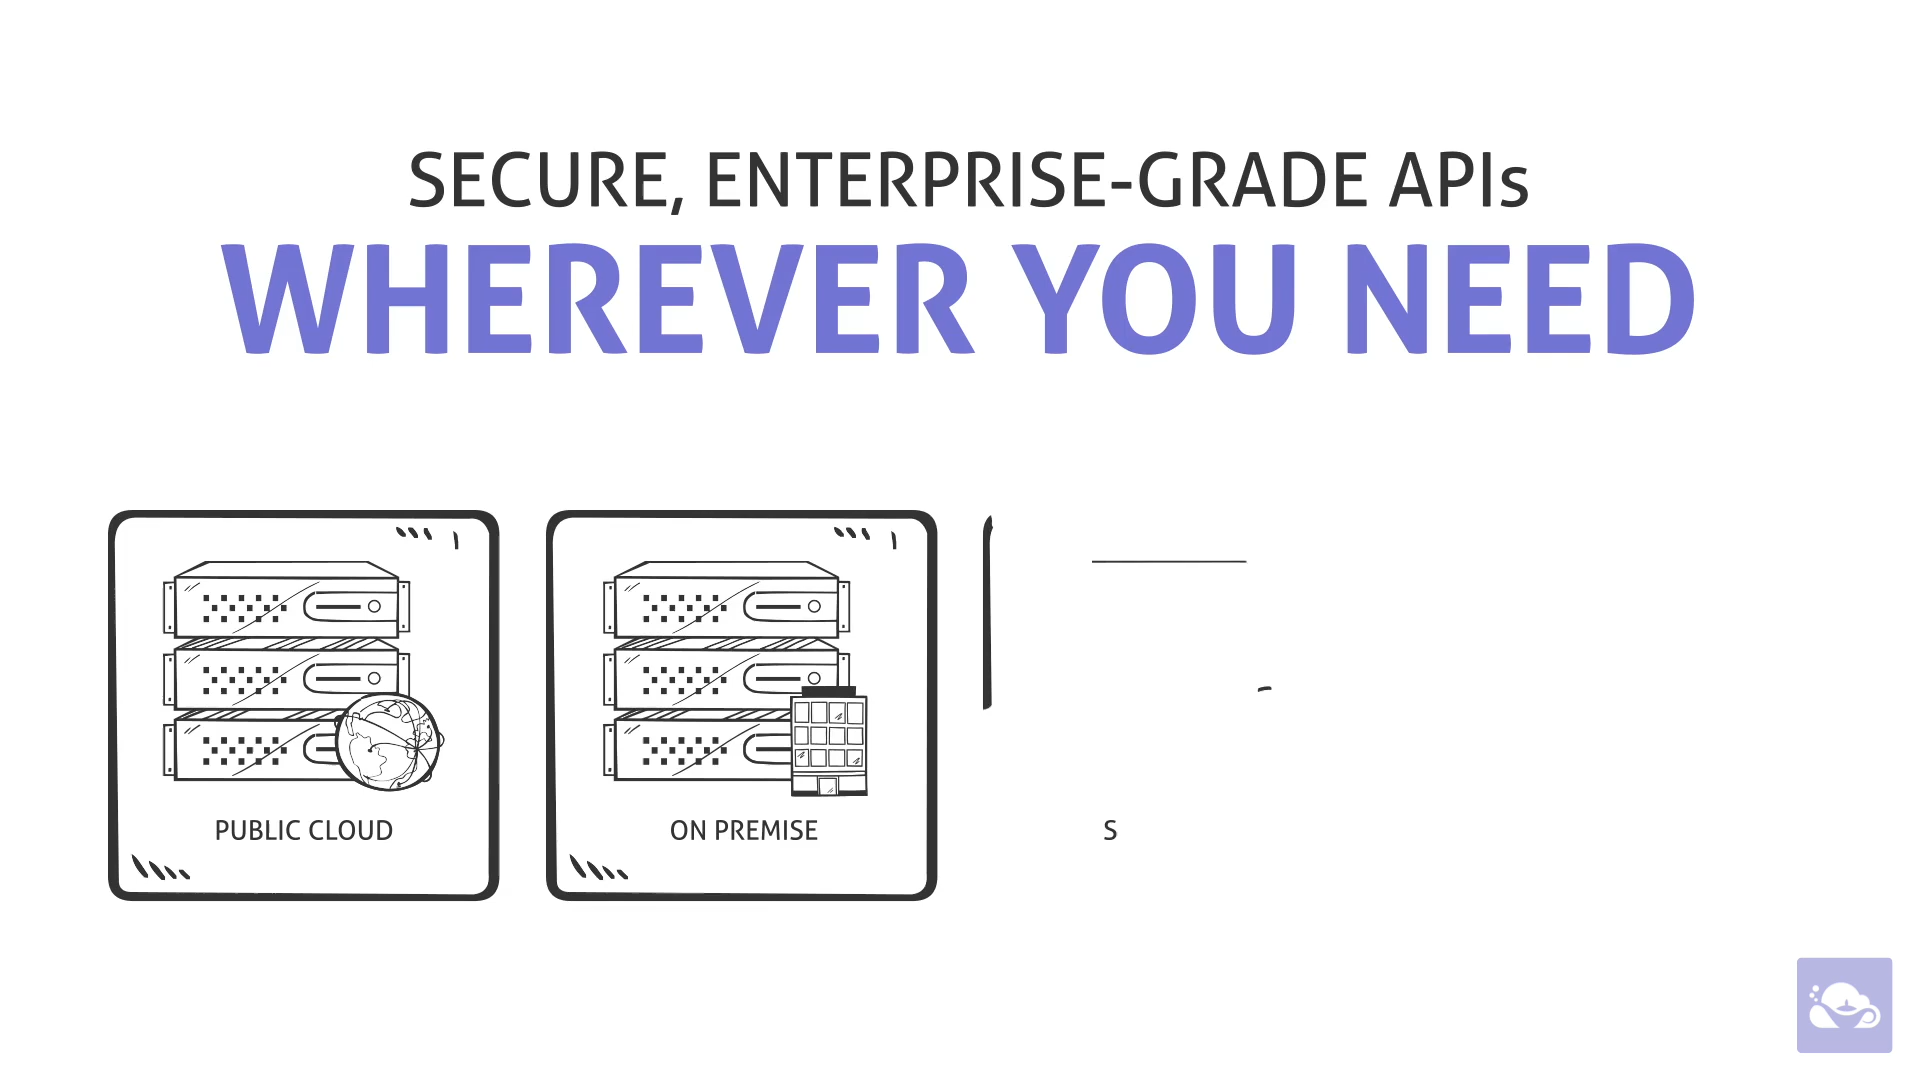 SECURE, ENTERPRISE-GRADE APIs
WHEREVER YOU NEED
PUBLIC CLOUD
ON PREMISE
S